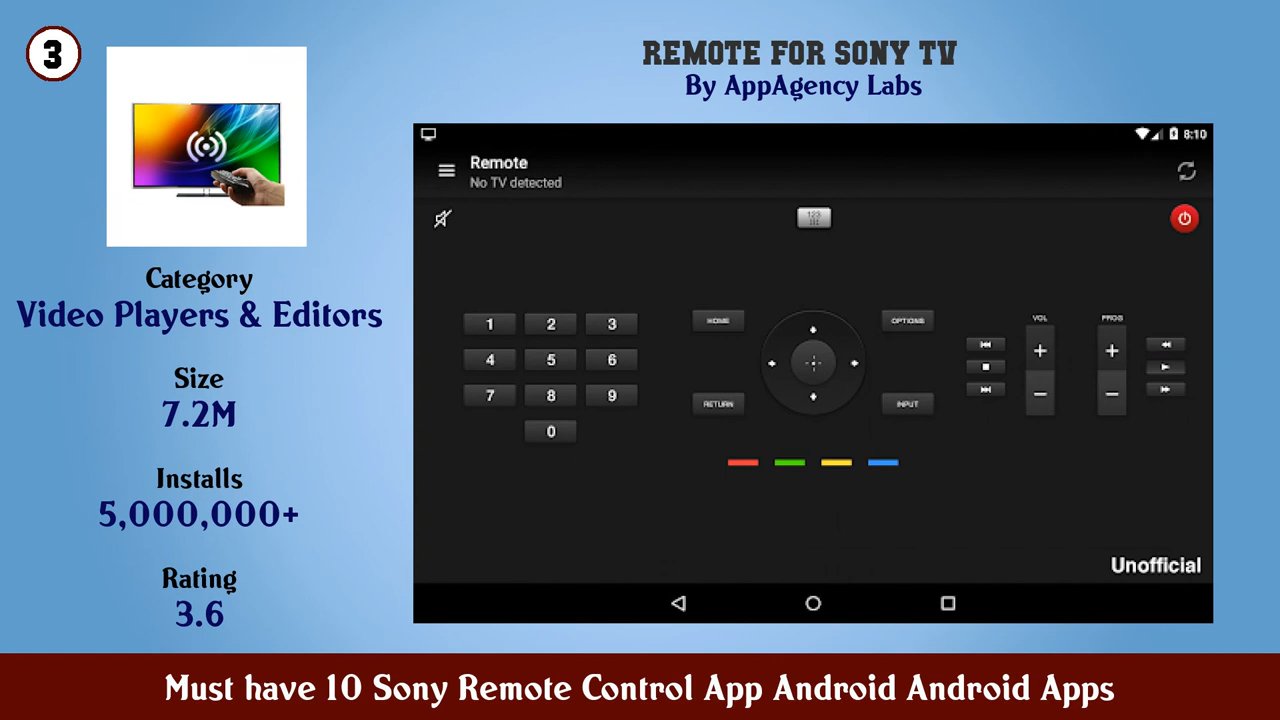 3
REMOTE FOR SONY TV
By AppAgency Labs
Category
Video Players & Editors
Size
7.2M
Installs
5,000,000+
Rating
3.6
8:10
Remote
No TV detected
123
1 2 3
4 5 6
7 8 9
0
HOME
OPTIONS
RETURN
INPUT
VOL
PROG
+ +
− −
Unofficial
Must have 10 Sony Remote Control App Android Android Apps